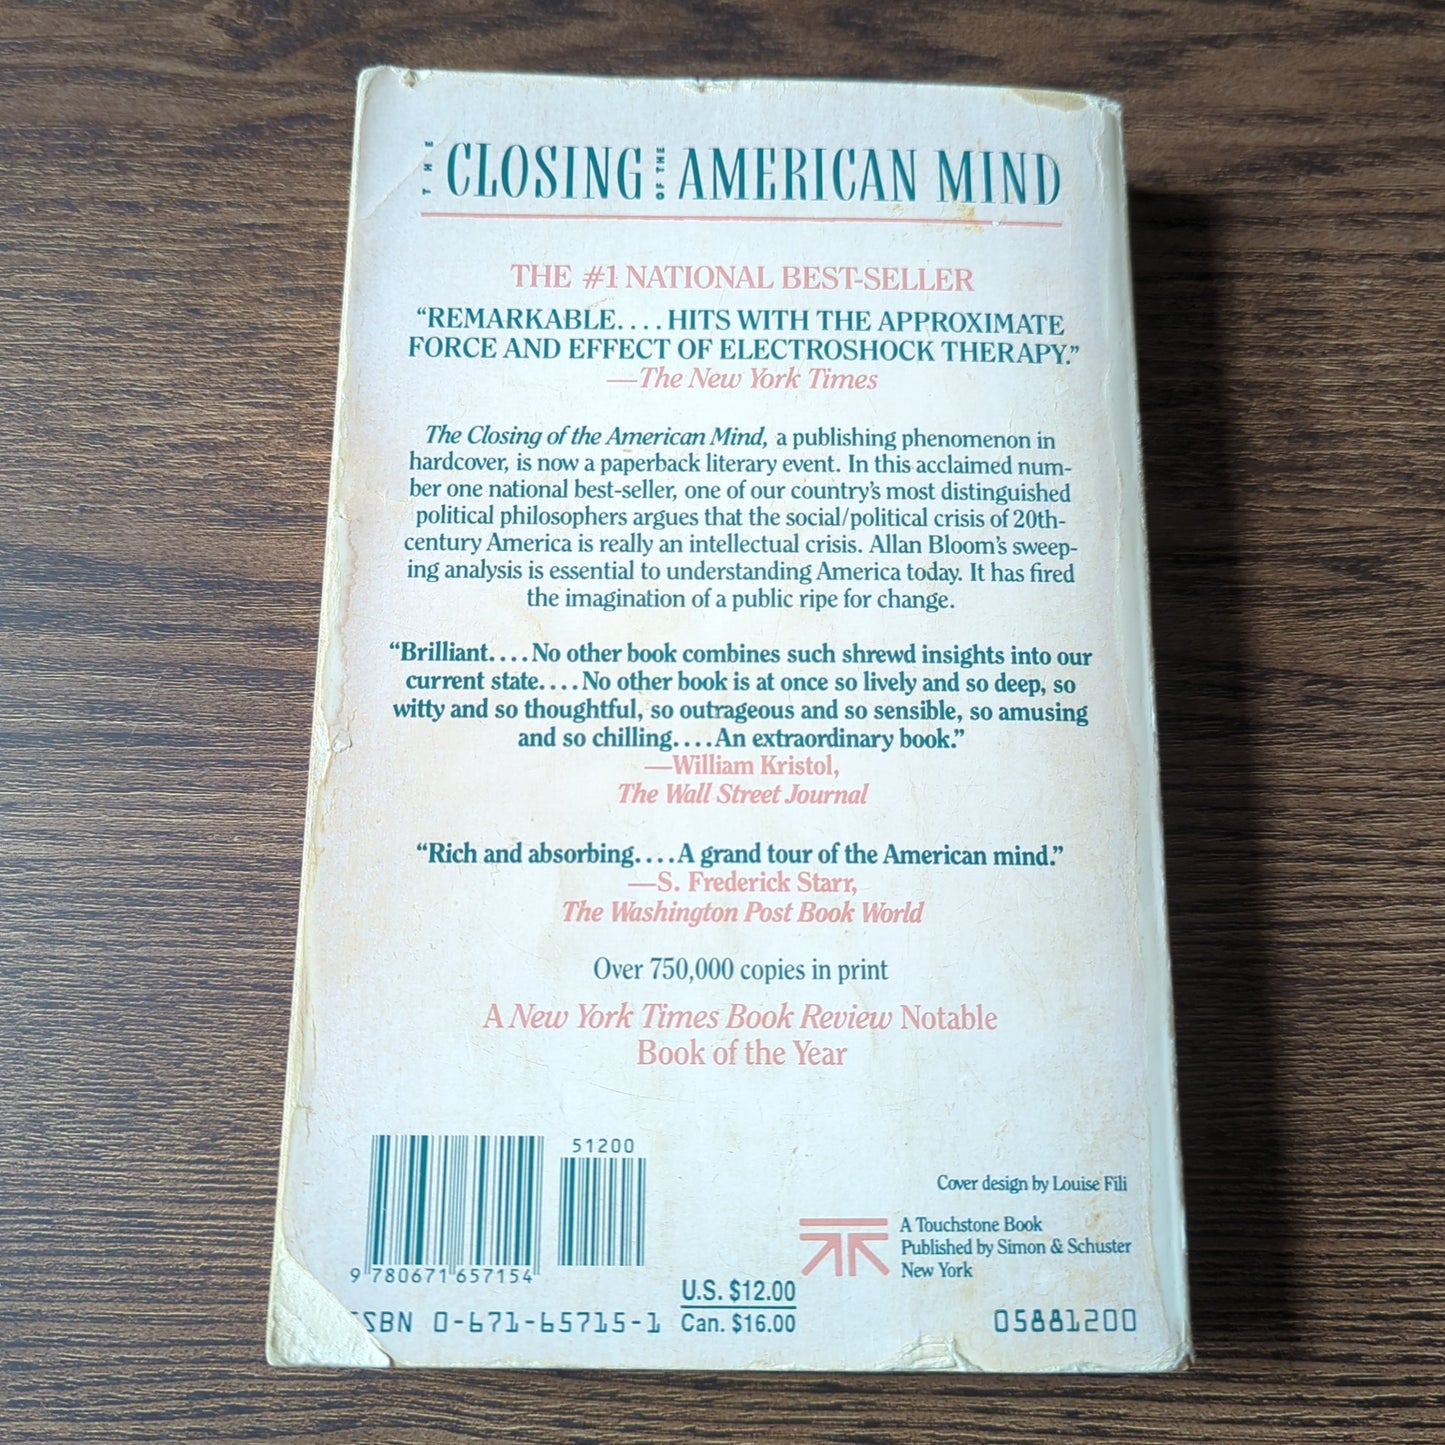 THE CLOSING OF THE AMERICAN MIND
THE #1 NATIONAL BEST-SELLER
“REMARKABLE.... HITS WITH THE APPROXIMATE
FORCE AND EFFECT OF ELECTROSHOCK THERAPY.”
—The New York Times
The Closing of the American Mind, a publishing phenomenon in
hardcover, is now a paperback literary event. In this acclaimed num-
ber one national best-seller, one of our country’s most distinguished
political philosophers argues that the social/political crisis of 20th-
century America is really an intellectual crisis. Allan Bloom’s sweep-
ing analysis is essential to understanding America today. It has fired
the imagination of a public ripe for change.
“Brilliant....No other book combines such shrewd insights into our
current state....No other book is at once so lively and so deep, so
witty and so thoughtful, so outrageous and so sensible, so amusing
and so chilling....An extraordinary book.”
—William Kristol,
The Wall Street Journal
“Rich and absorbing....A grand tour of the American mind.”
—S. Frederick Starr,
The Washington Post Book World
Over 750,000 copies in print
A New York Times Book Review Notable
Book of the Year
51200
9 780671 657154
ISBN 0-671-65715-1
U.S. $12.00
Can. $16.00
Cover design by Louise Fili
A Touchstone Book
Published by Simon & Schuster
New York
05881200